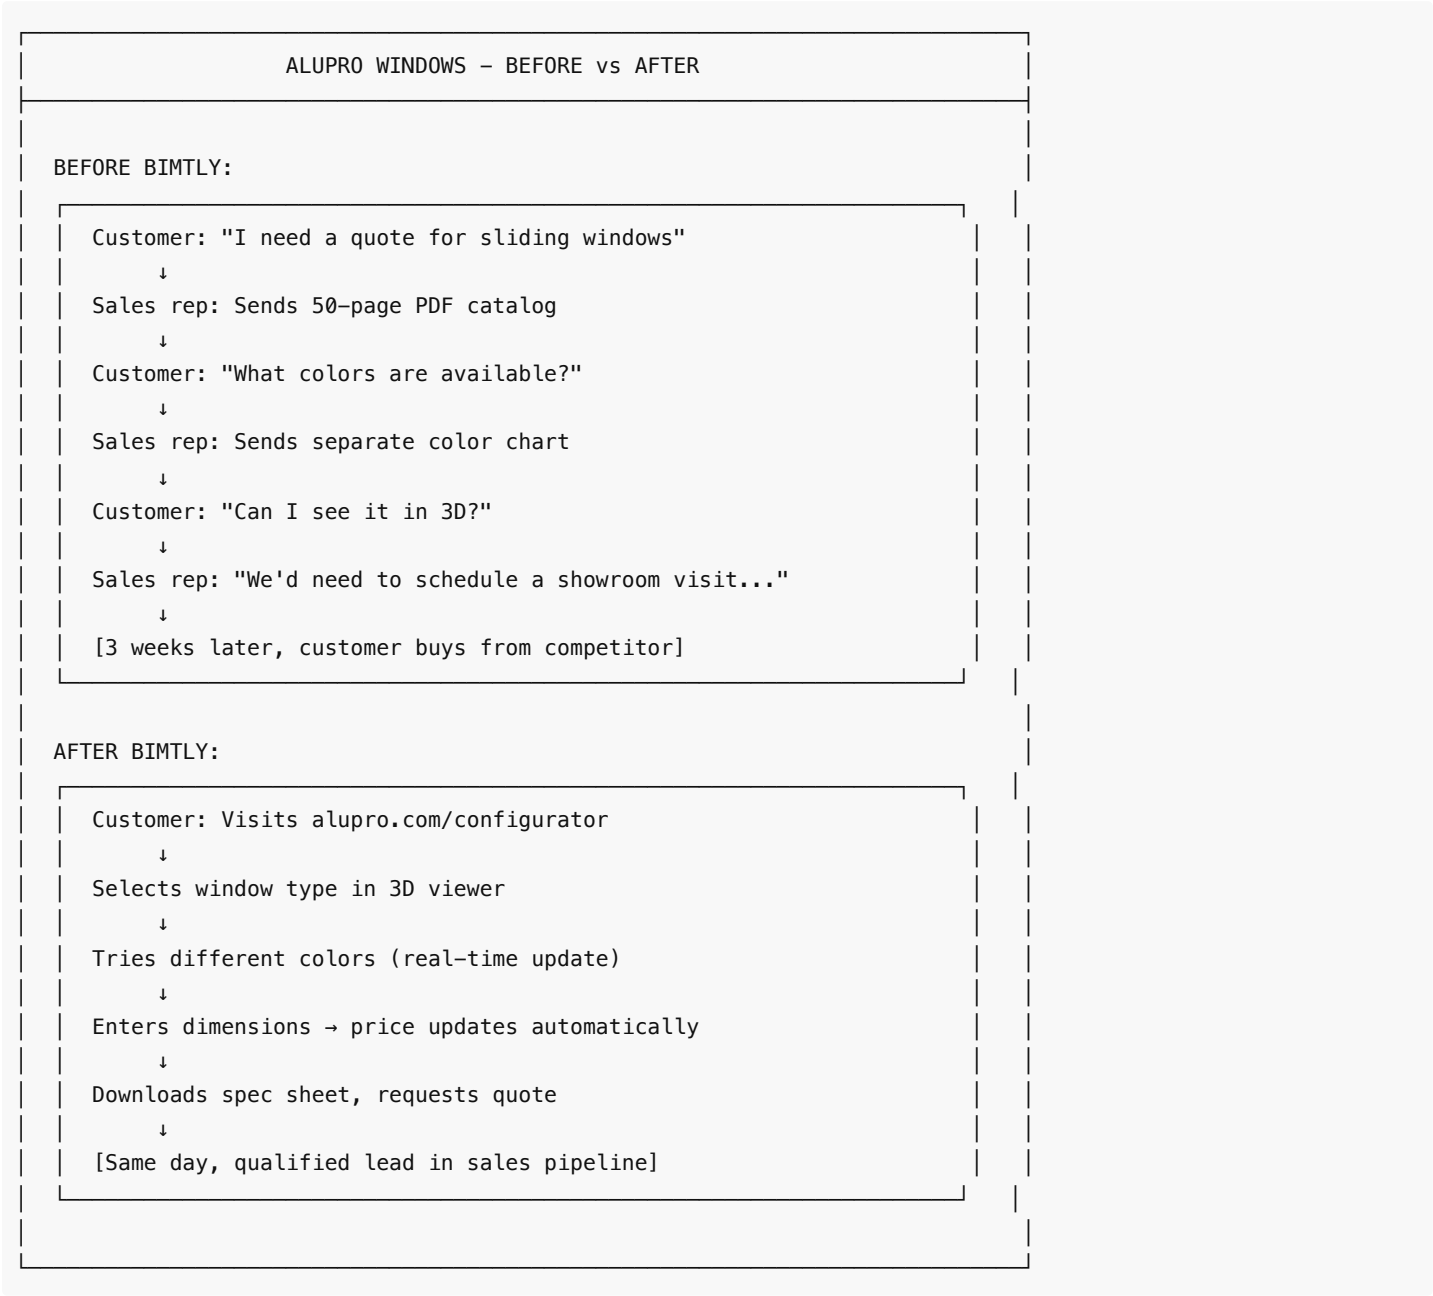 ALUPRO WINDOWS - BEFORE vs AFTER
BEFORE BIMTLY:
Customer: "I need a quote for sliding windows"
↓
Sales rep: Sends 50-page PDF catalog
↓
Customer: "What colors are available?"
↓
Sales rep: Sends separate color chart
↓
Customer: "Can I see it in 3D?"
↓
Sales rep: "We'd need to schedule a showroom visit..."
↓
[3 weeks later, customer buys from competitor]
AFTER BIMTLY:
Customer: Visits alupro.com/configurator
↓
Selects window type in 3D viewer
↓
Tries different colors (real-time update)
↓
Enters dimensions → price updates automatically
↓
Downloads spec sheet, requests quote
↓
[Same day, qualified lead in sales pipeline]